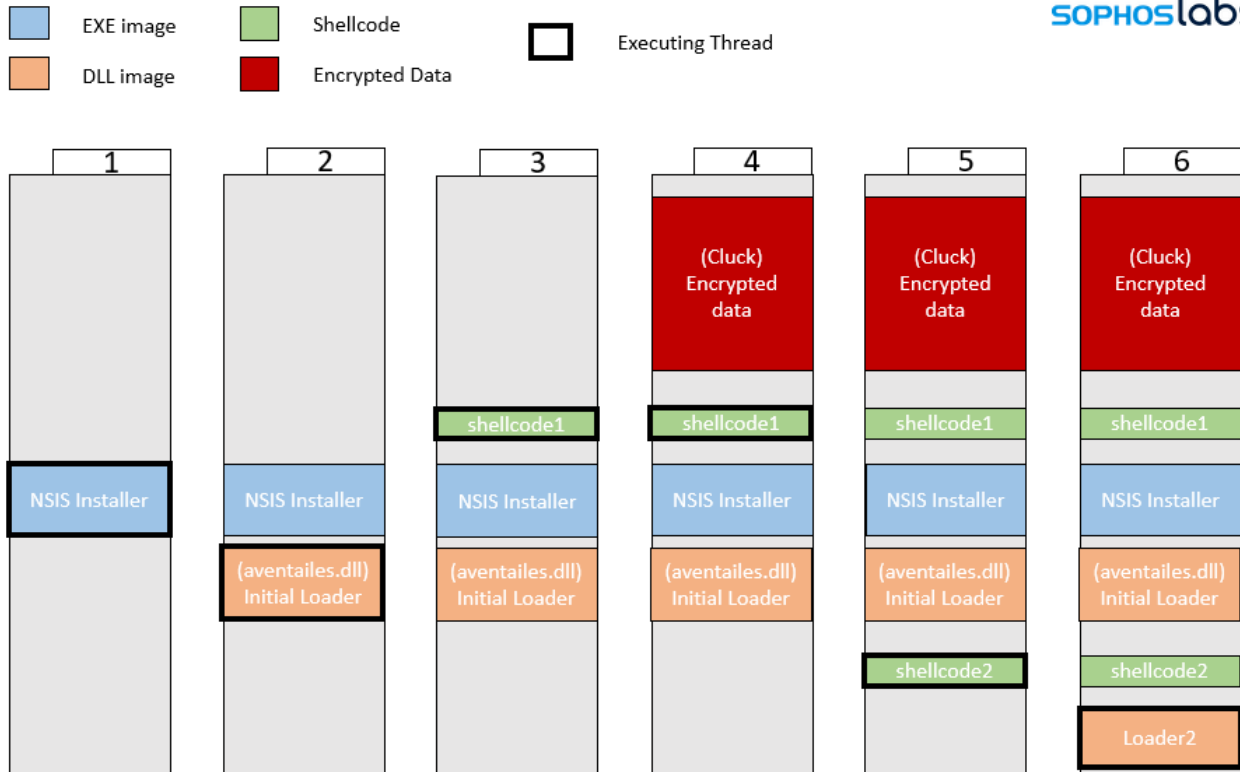 EXE image
Shellcode
Executing Thread
SOPHOSlabs
DLL image
Encrypted Data
1
2
3
4
5
6
(Cluck)
Encrypted
data
(Cluck)
Encrypted
data
(Cluck)
Encrypted
data
shellcode1
shellcode1
shellcode1
shellcode1
NSIS Installer
NSIS Installer
NSIS Installer
NSIS Installer
NSIS Installer
NSIS Installer
(aventailes.dll)
Initial Loader
(aventailes.dll)
Initial Loader
(aventailes.dll)
Initial Loader
(aventailes.dll)
Initial Loader
(aventailes.dll)
Initial Loader
shellcode2
shellcode2
Loader2